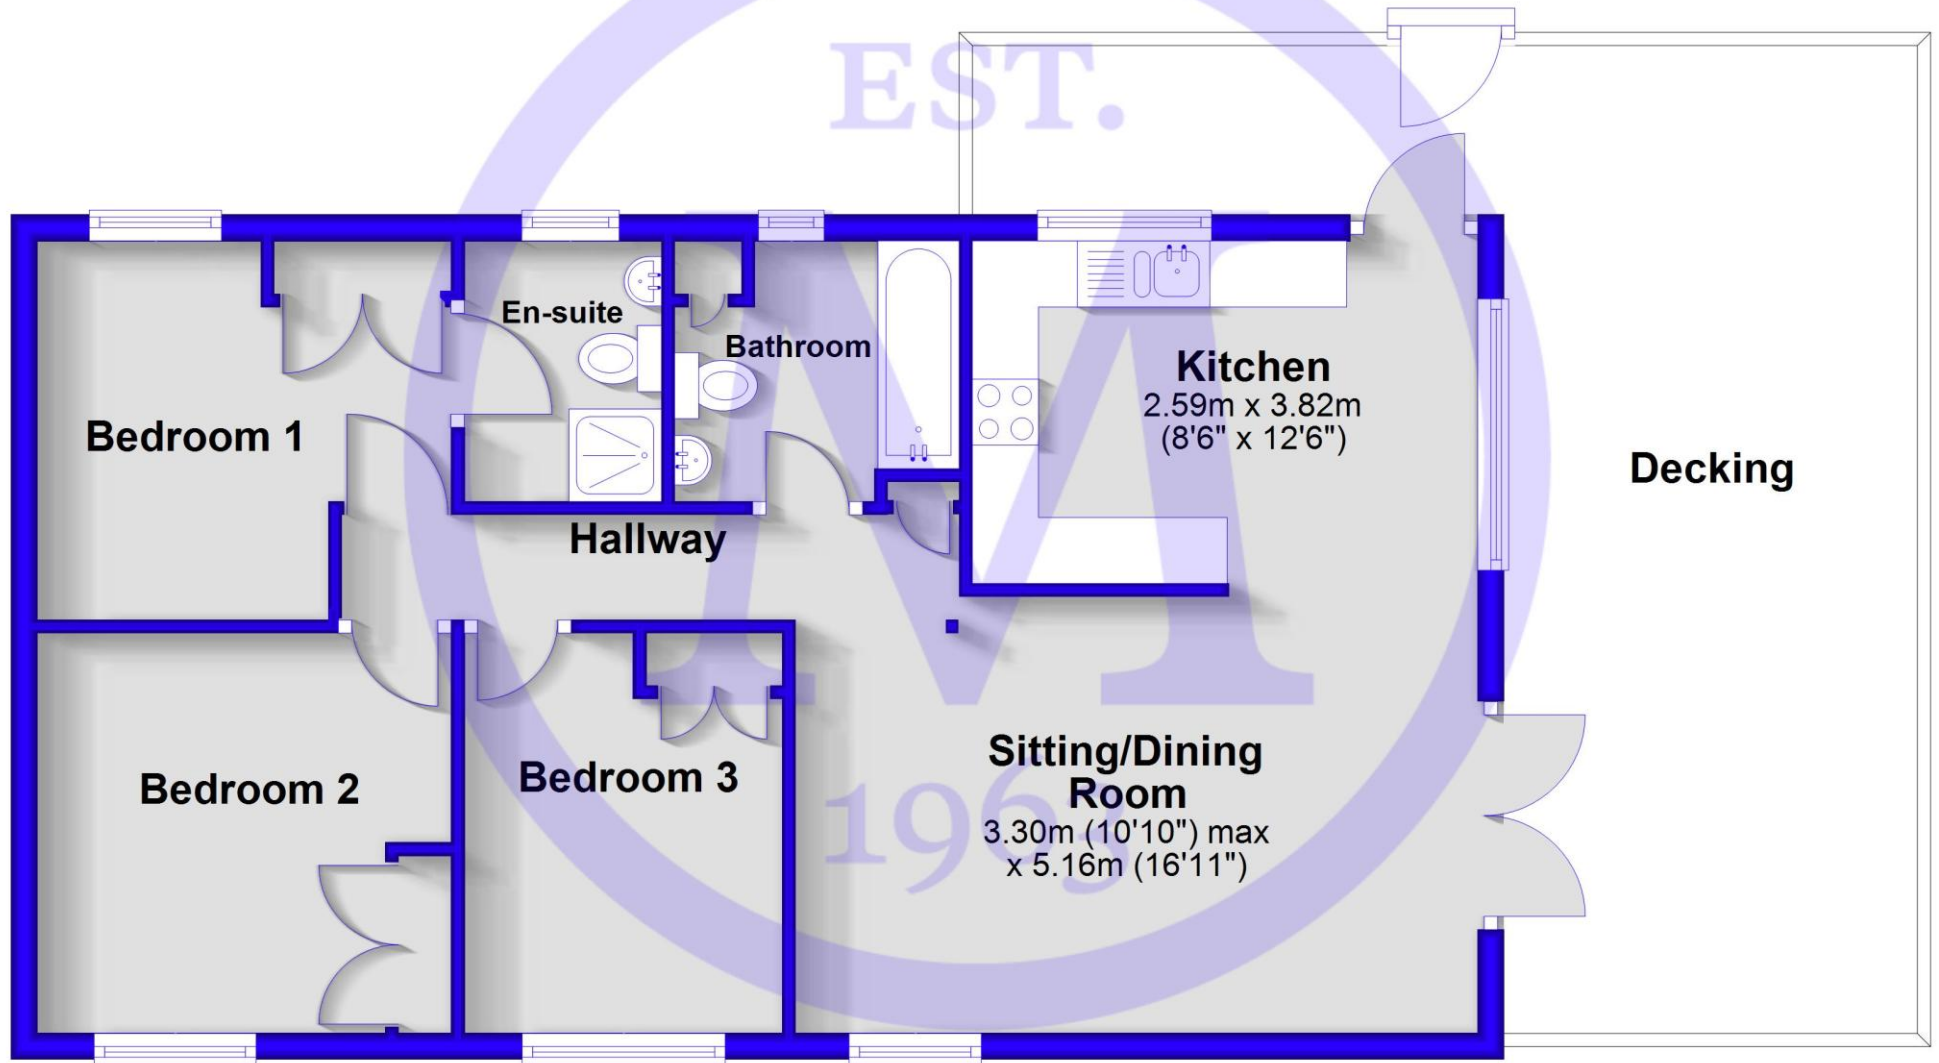 EST.
En-suite
Bathroom
Kitchen
2.59m x 3.82m
(8'6" x 12'6")
Bedroom 1
Decking
Hallway
M
Sitting/Dining
Room
3.30m (10'10") max
x 5.16m (16'11")
Bedroom 2
Bedroom 3
1963